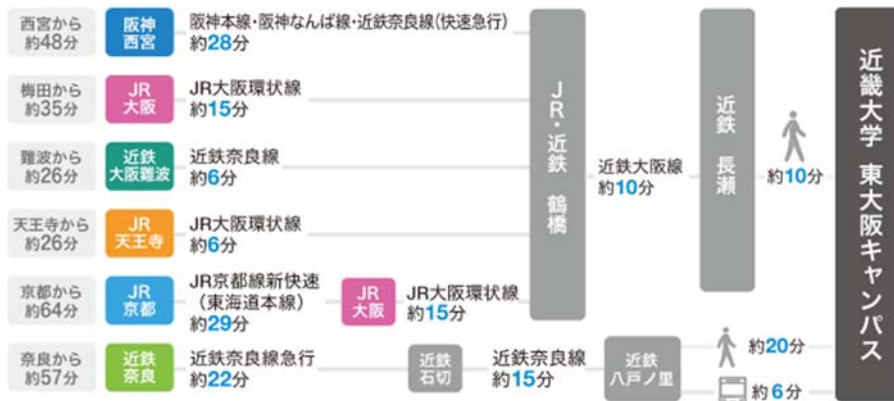 西宮から
約48分
阪神
西宮
阪神本線・阪神なんば線・近鉄奈良線(快速急行)
約28分
梅田から
約35分
JR
大阪
JR大阪環状線
約15分
難波から
約26分
近鉄
大阪難波
近鉄奈良線
約6分
天王寺から
約26分
JR
天王寺
JR大阪環状線
約6分
京都から
約64分
JR
京都
JR京都線新快速
(東海道本線)
約29分
JR
大阪
JR大阪環状線
約15分
JR・近鉄 鶴橋
近鉄大阪線
約10分
近鉄 長瀬
約10分
奈良から
約57分
近鉄
奈良
近鉄奈良線急行
約22分
近鉄
石切
近鉄奈良線
約15分
近鉄
八戸ノ里
約20分
約6分
近畿大学 東大阪キャンパス